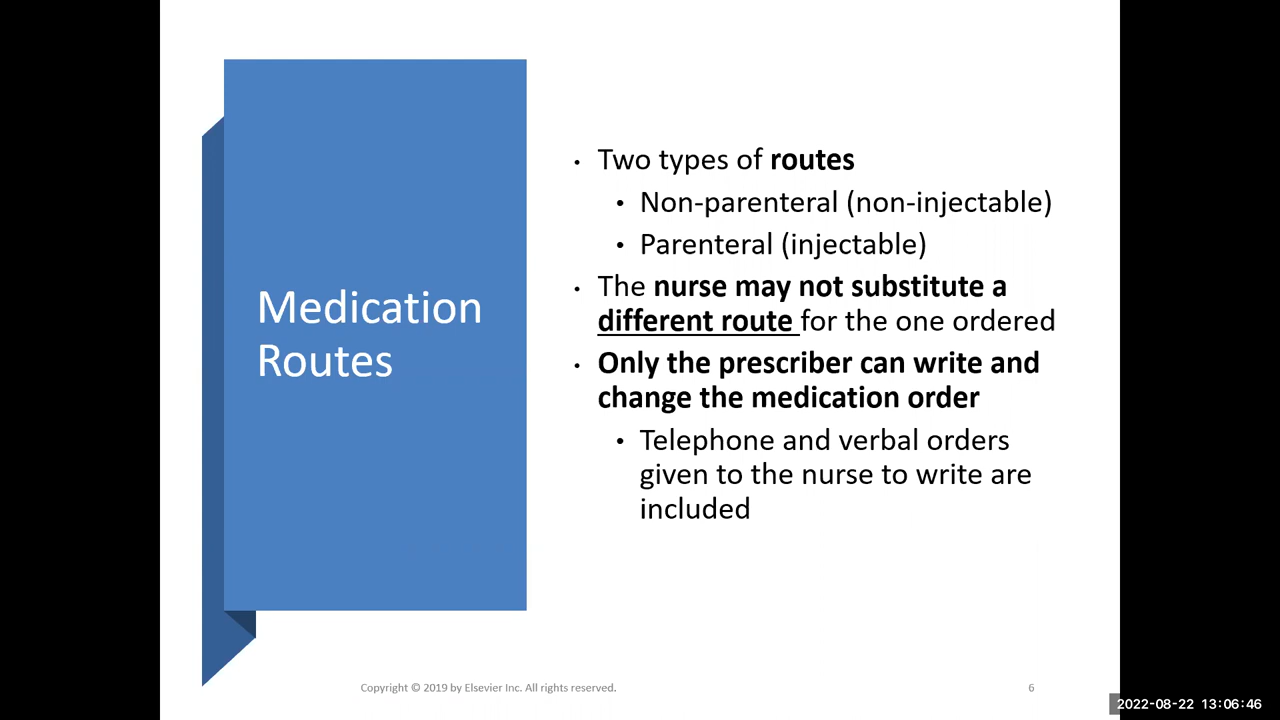 Medication
Routes
• Two types of routes
• Non-parenteral (non-injectable)
• Parenteral (injectable)
• The nurse may not substitute a
different route for the one ordered
• Only the prescriber can write and
change the medication order
• Telephone and verbal orders
given to the nurse to write are
included
Copyright © 2019 by Elsevier Inc. All rights reserved.
6
2022-08-22 13:06:46